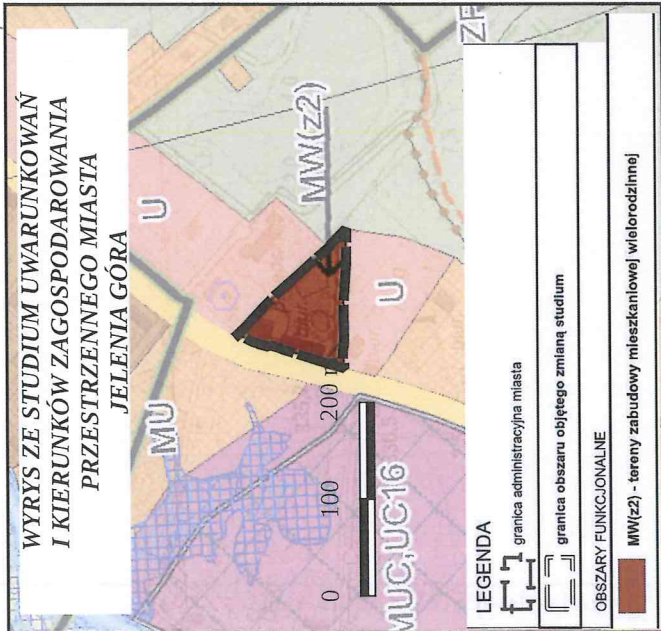 WYRYS ZE STUDIUM UWARUNKOWAŃ
I KIERUNKÓW ZAGOSPODAROWANIA
PRZESTRZENNEGO MIASTA
JELENIA GÓRA
U
MU
ZP
MW(z2)
U
0 100 200
MUC,UC16
LEGENDA
granica administracyjna miasta
granica obszaru objętego zmianą studium
OBSZARY FUNKCJONALNE
MW(z2) - tereny zabudowy mieszkaniowej wielorodzinnej